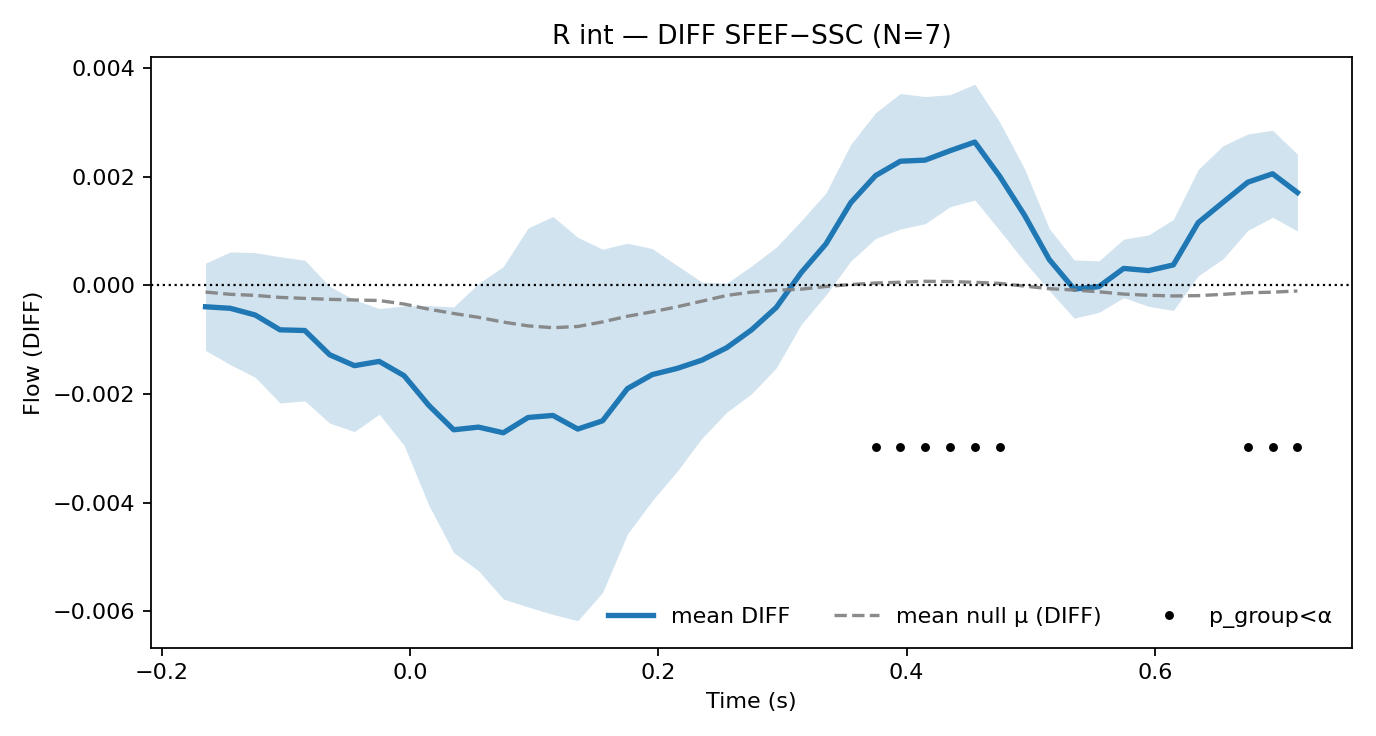 R int — DIFF SFEF−SSC (N=7)
0.004
0.002
0.000
−0.002
−0.004
−0.006
Flow (DIFF)
mean DIFF
mean null μ (DIFF)
p_group<α
−0.2
0.0
0.2
0.4
0.6
Time (s)